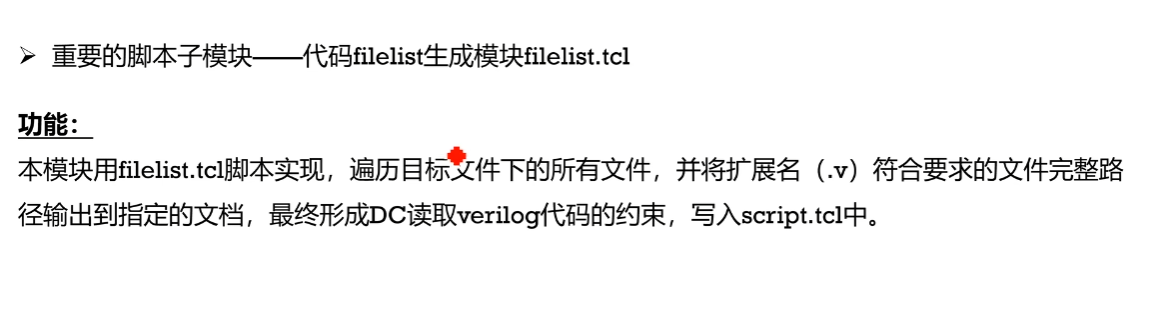 ➢ 重要的脚本子模块——代码filelist生成模块filelist.tcl
功能：
本模块用filelist.tcl脚本实现，遍历目标文件下的所有文件，并将扩展名（.v）符合要求的文件完整路
径输出到指定的文档，最终形成DC读取verilog代码的约束，写入script.tcl中。